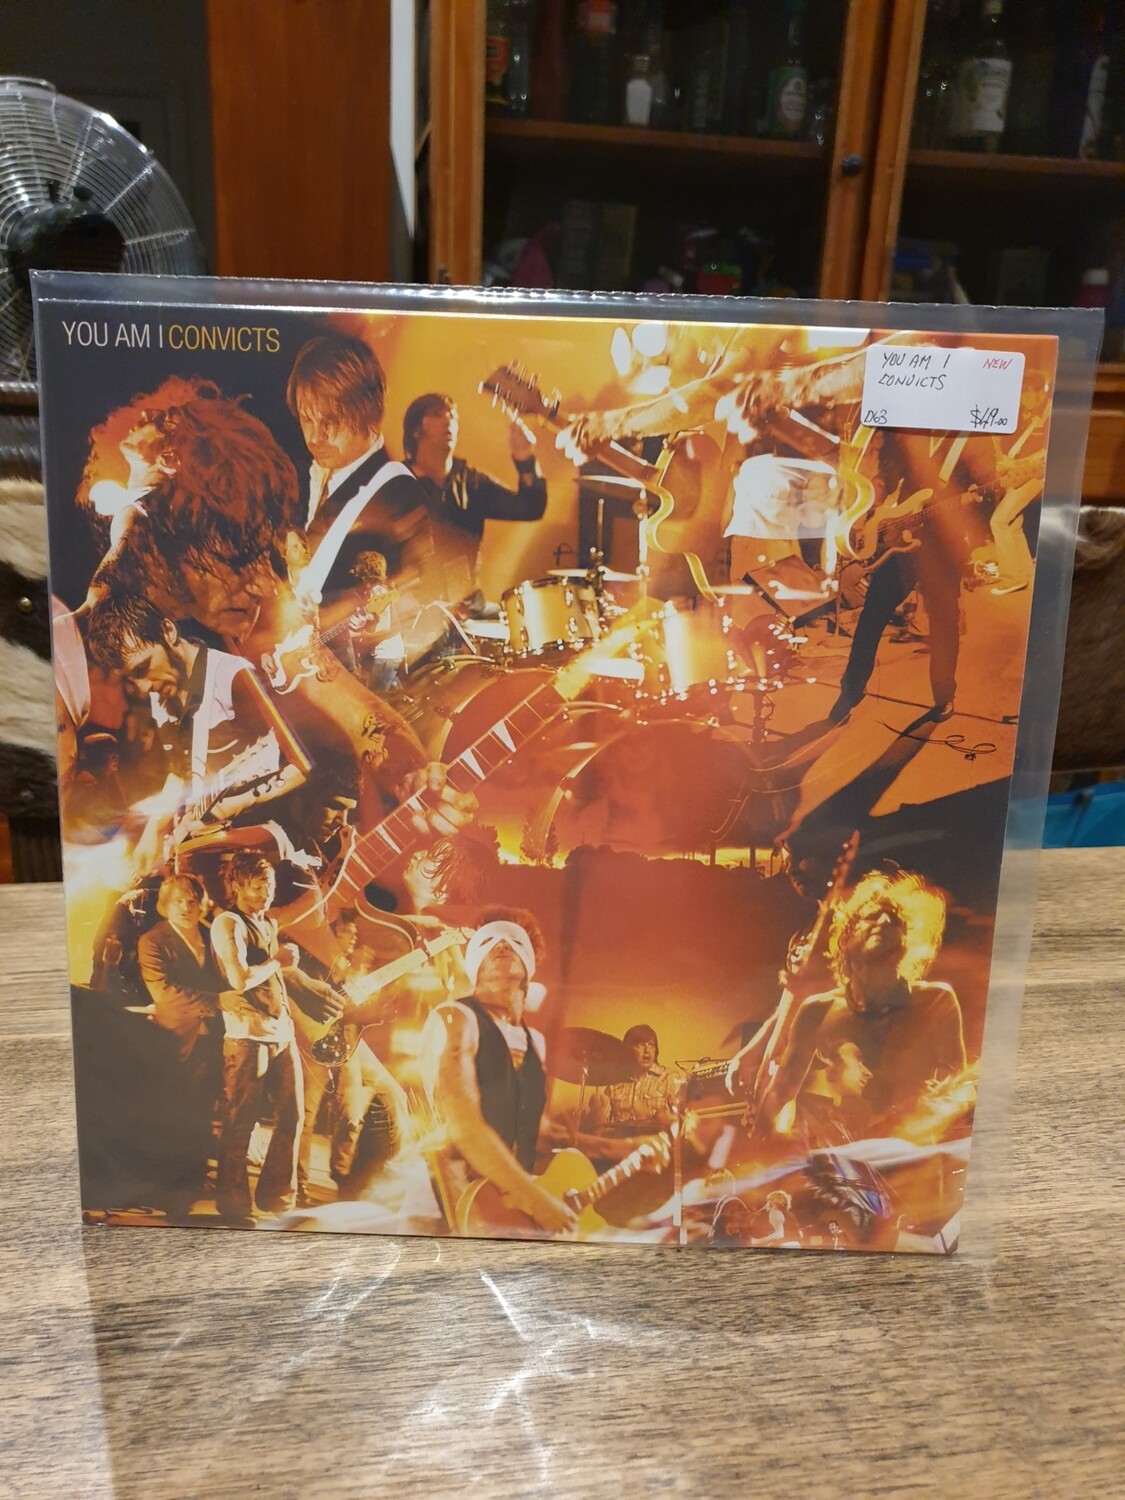 YOU AM I CONVICTS
YOU AM I NEW
CONVICTS
D63 $49.00